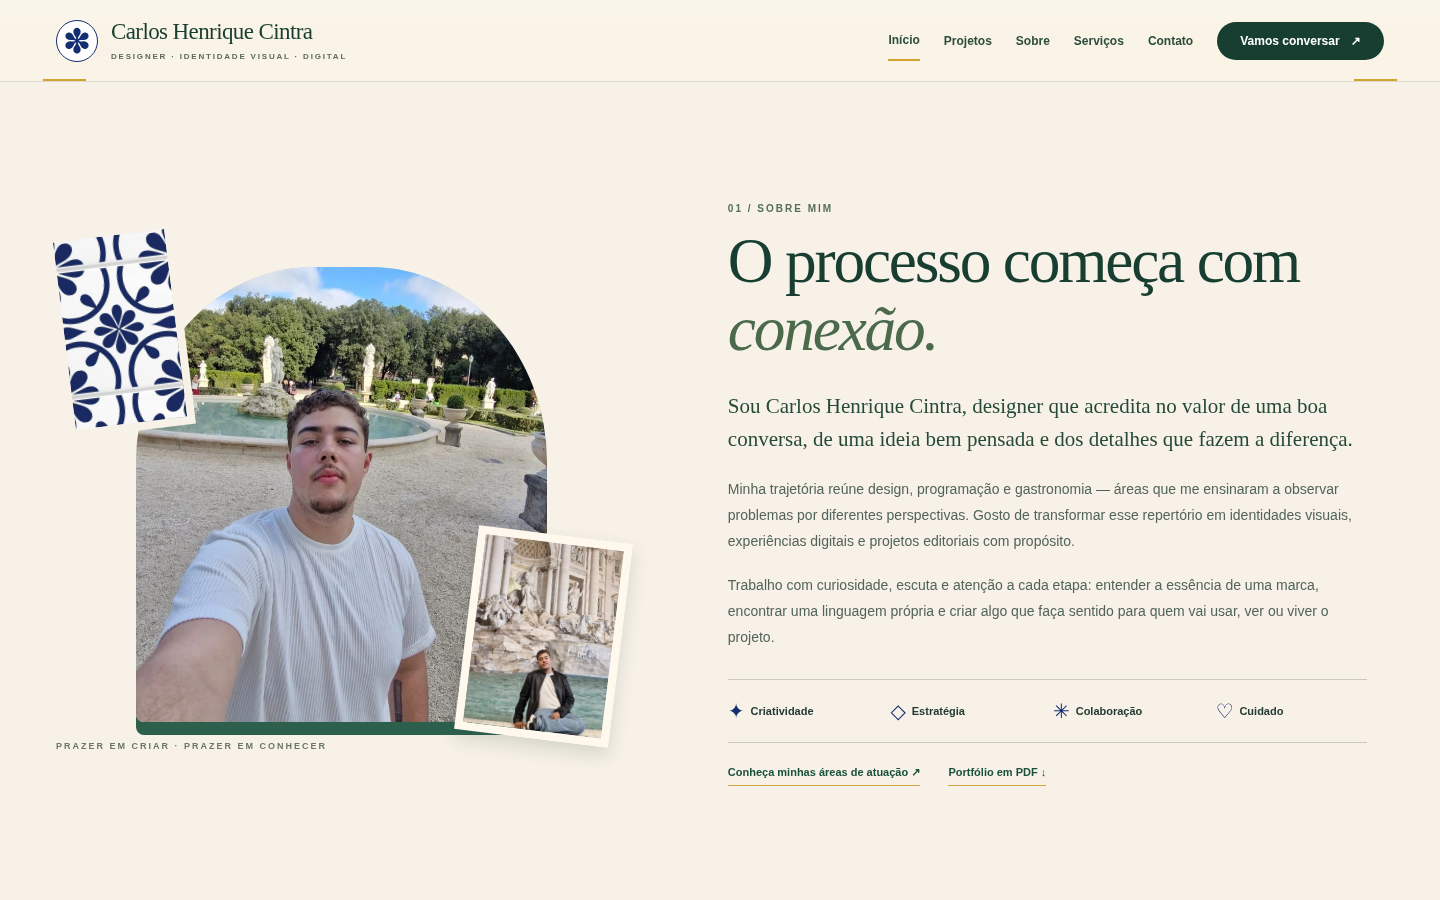 Carlos Henrique Cintra
DESIGNER · IDENTIDADE VISUAL · DIGITAL
Início
Projetos
Sobre
Serviços
Contato
Vamos conversar ↗
01 / SOBRE MIM
O processo começa com
conexão.
Sou Carlos Henrique Cintra, designer que acredita no valor de uma boa
conversa, de uma ideia bem pensada e dos detalhes que fazem a diferença.
Minha trajetória reúne design, programação e gastronomia — áreas que me ensinaram a observar
problemas por diferentes perspectivas. Gosto de transformar esse repertório em identidades visuais,
experiências digitais e projetos editoriais com propósito.
Trabalho com curiosidade, escuta e atenção a cada etapa: entender a essência de uma marca,
encontrar uma linguagem própria e criar algo que faça sentido para quem vai usar, ver ou viver o
projeto.
✦ Criatividade
◇ Estratégia
✳ Colaboração
♡ Cuidado
PRAZER EM CRIAR · PRAZER EM CONHECER
Conheça minhas áreas de atuação ↗
Portfólio em PDF ↓